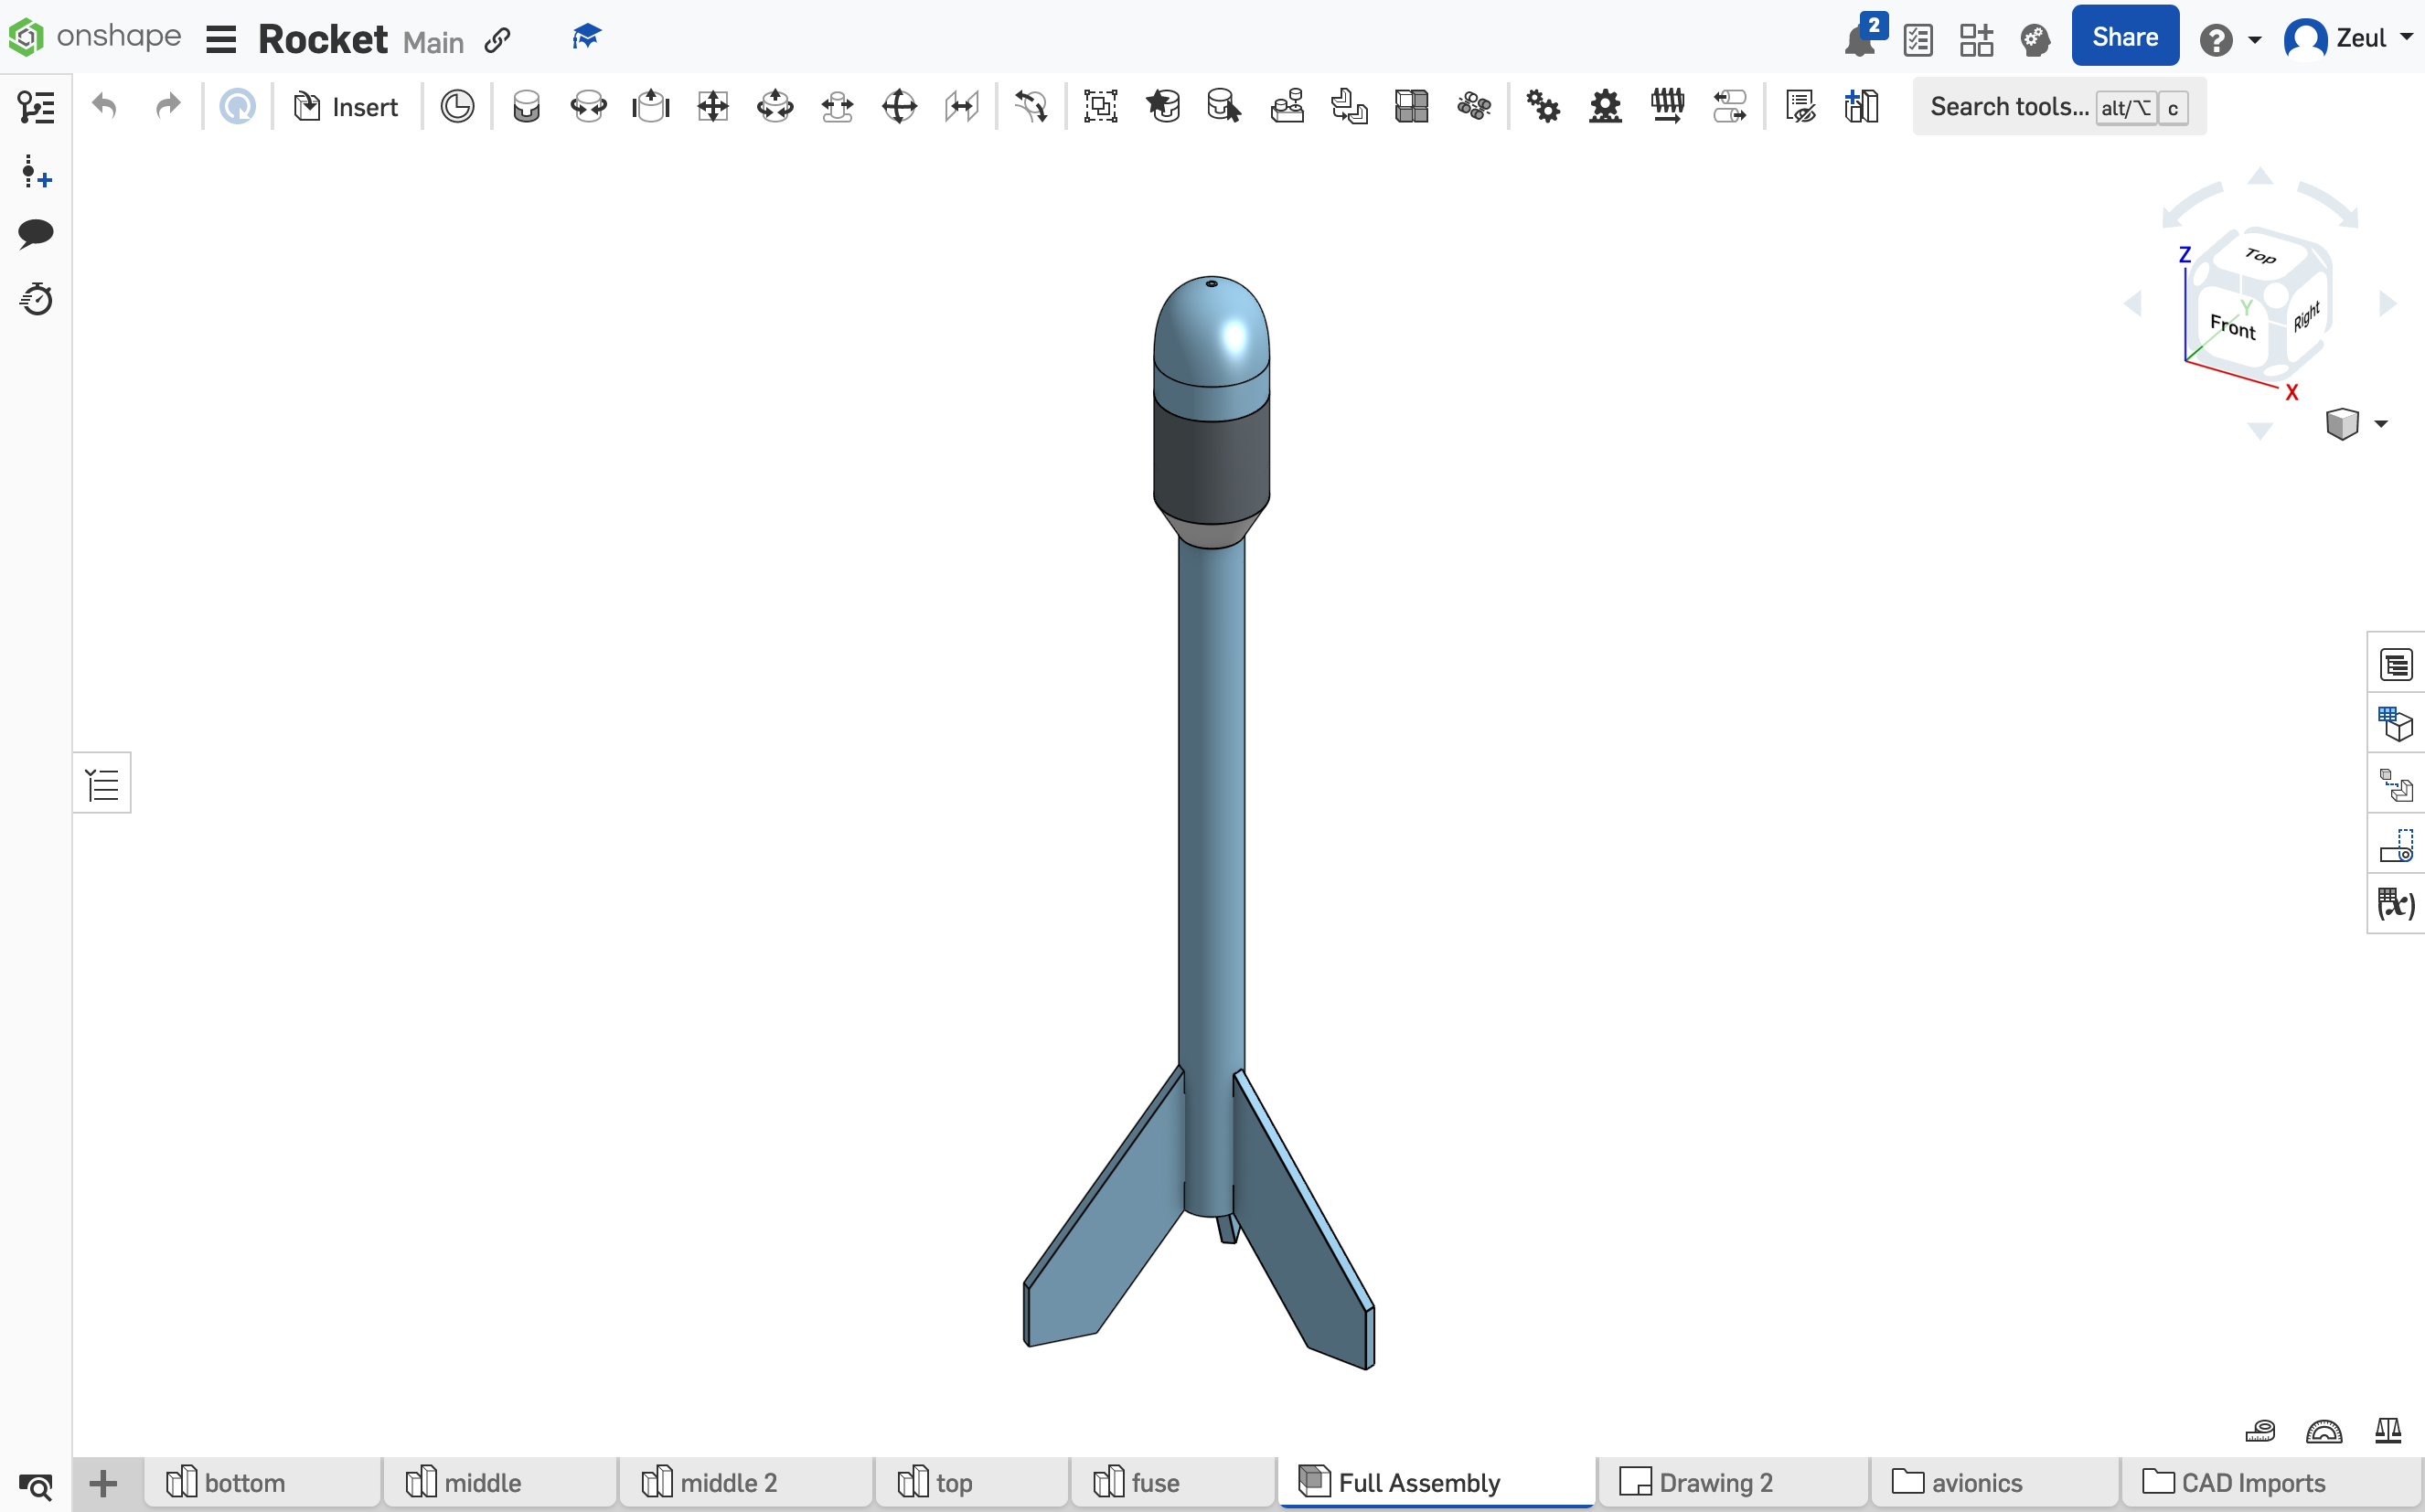 onshape Rocket Main 2 Share Zeul
Insert Search tools... alt/⌥ c
Top
Z
Y
Front Right
X
(x)
bottom middle middle 2 top fuse Full Assembly Drawing 2 avionics CAD Imports